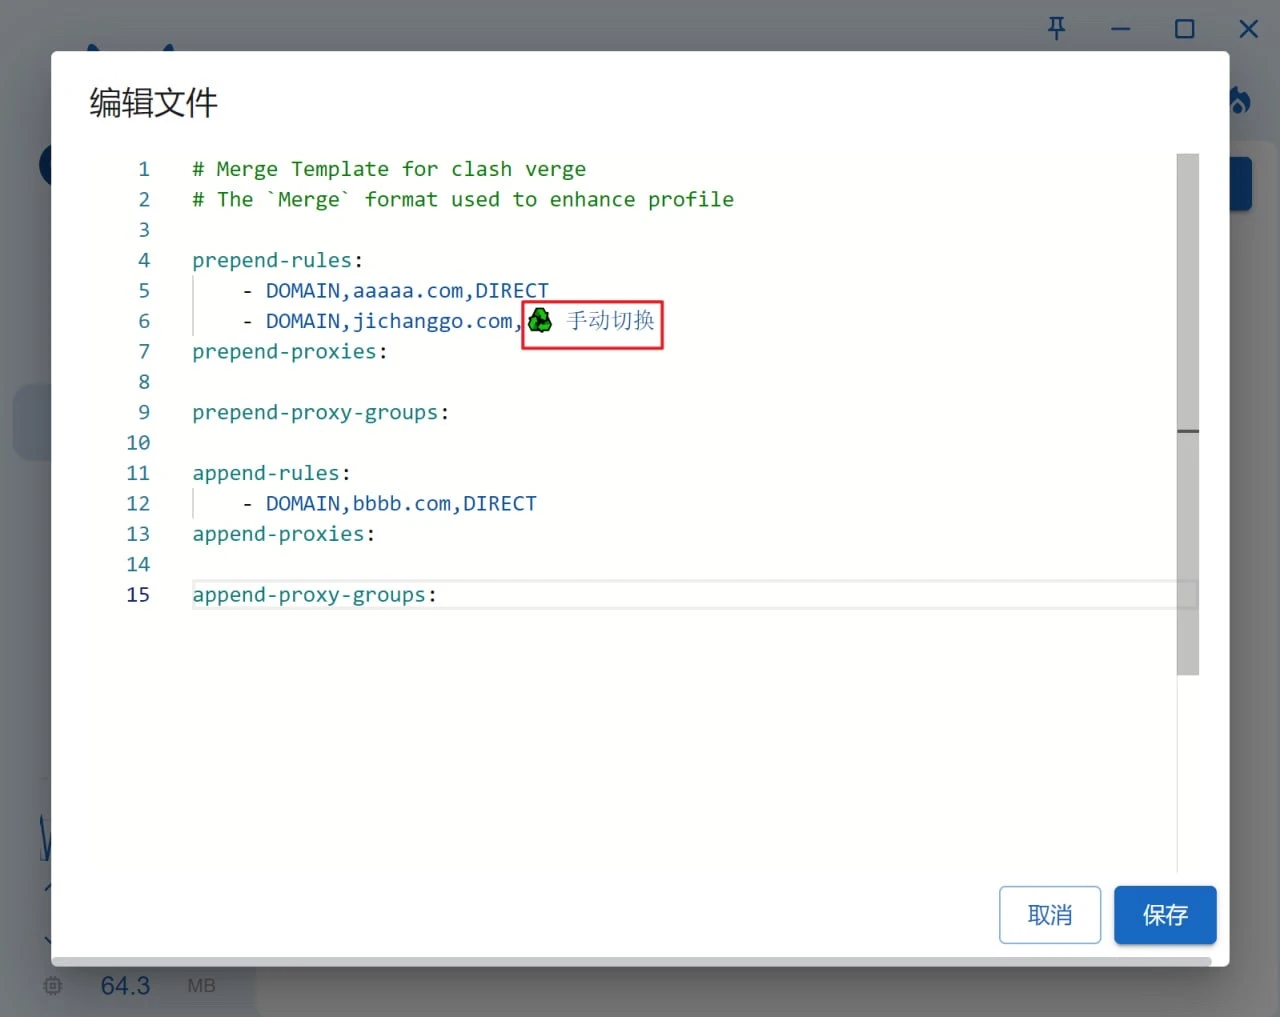 编辑文件
1 # Merge Template for clash verge
2 # The `Merge` format used to enhance profile
3
4 prepend-rules:
5 - DOMAIN,aaaaa.com,DIRECT
6 - DOMAIN,jichanggo.com,♻ 手动切换
7 prepend-proxies:
8
9 prepend-proxy-groups:
10
11 append-rules:
12 - DOMAIN,bbbb.com,DIRECT
13 append-proxies:
14
15 append-proxy-groups:
取消 保存
64.3 MB